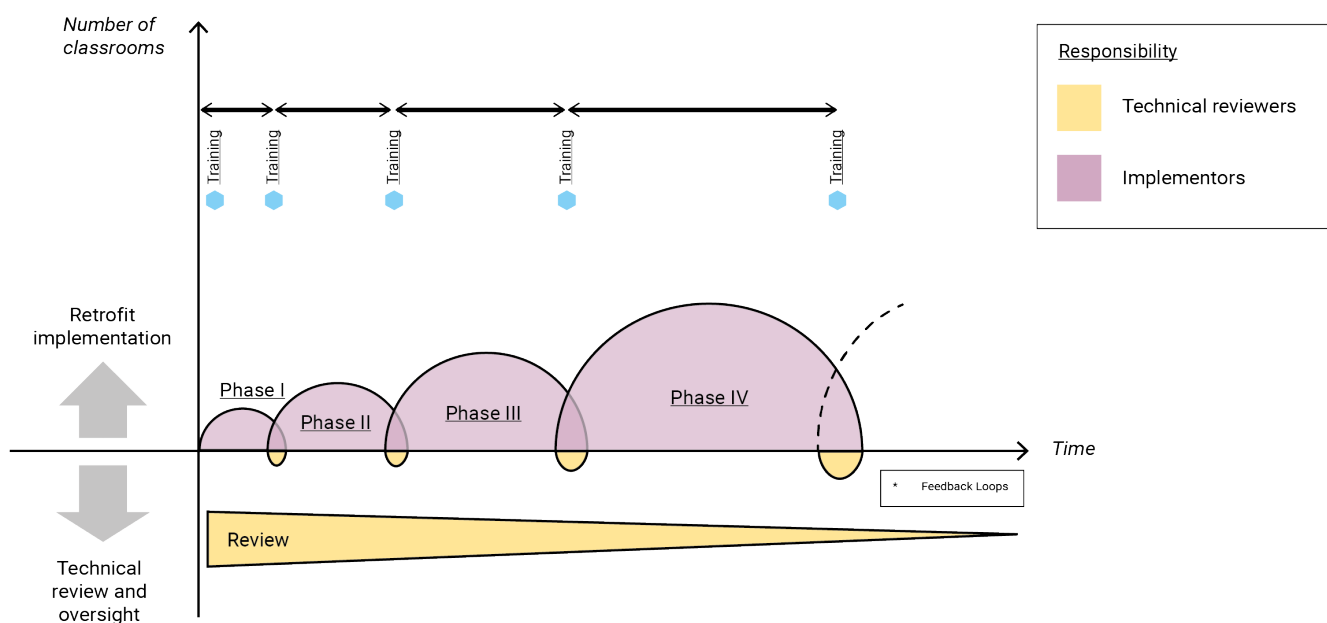 Number of
classrooms
Responsibility
Technical reviewers
Implementors
Training
Training
Training
Training
Training
Retrofit
implementation
Phase I
Phase II
Phase III
Phase IV
Time
* Feedback Loops
Review
Technical
review and
oversight